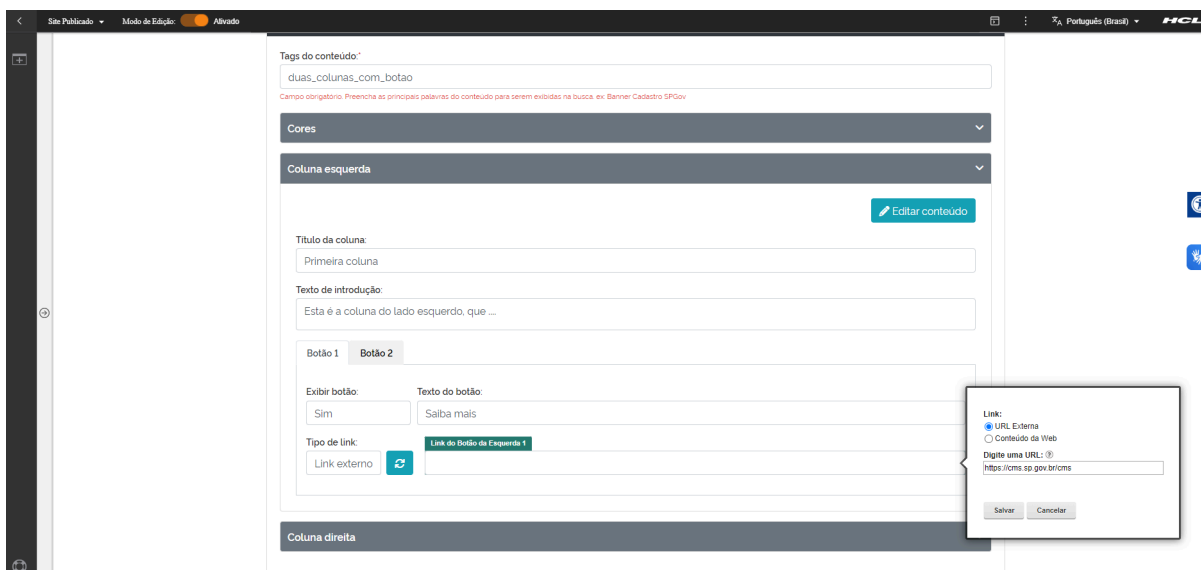 Site Publicado Modo de Edição: Ativado Português (Brasil) HCL
Tags do conteúdo:*
duas_colunas_com_botao
Campo obrigatório. Preencha as principais palavras do conteúdo para serem exibidas na busca. ex: Banner Cadastro SPGov
Cores
Coluna esquerda
Editar conteúdo
Título da coluna:
Primeira coluna
Texto de introdução:
Esta é a coluna do lado esquerdo, que ....
Botão 1 Botão 2
Exibir botão: Texto do botão:
Sim Saiba mais
Tipo de link: Link do Botão da Esquerda 1
Link externo
Link:
URL Externa
Conteúdo da Web
Digite uma URL:
https://cms.sp.gov.br/cms
Salvar Cancelar
Coluna direita